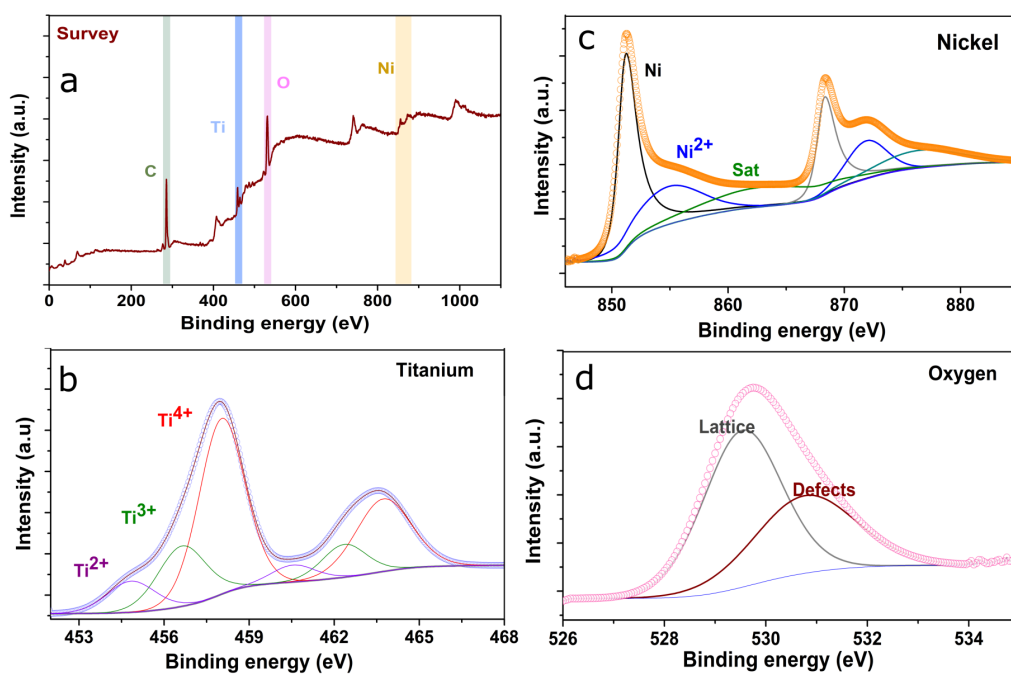 a
Survey
C
Ti
O
Ni
Intensity (a.u.)
0 200 400 600 800 1000
Binding energy (eV)
c
Nickel
Ni
Ni2+
Sat
Intensity (a.u.)
850 860 870 880
Binding energy (eV)
b
Titanium
Ti4+
Ti3+
Ti2+
Intensity (a.u)
453 456 459 462 465 468
Binding energy (eV)
d
Oxygen
Lattice
Defects
Intensity (a.u.)
526 528 530 532 534
Binding energy (eV)